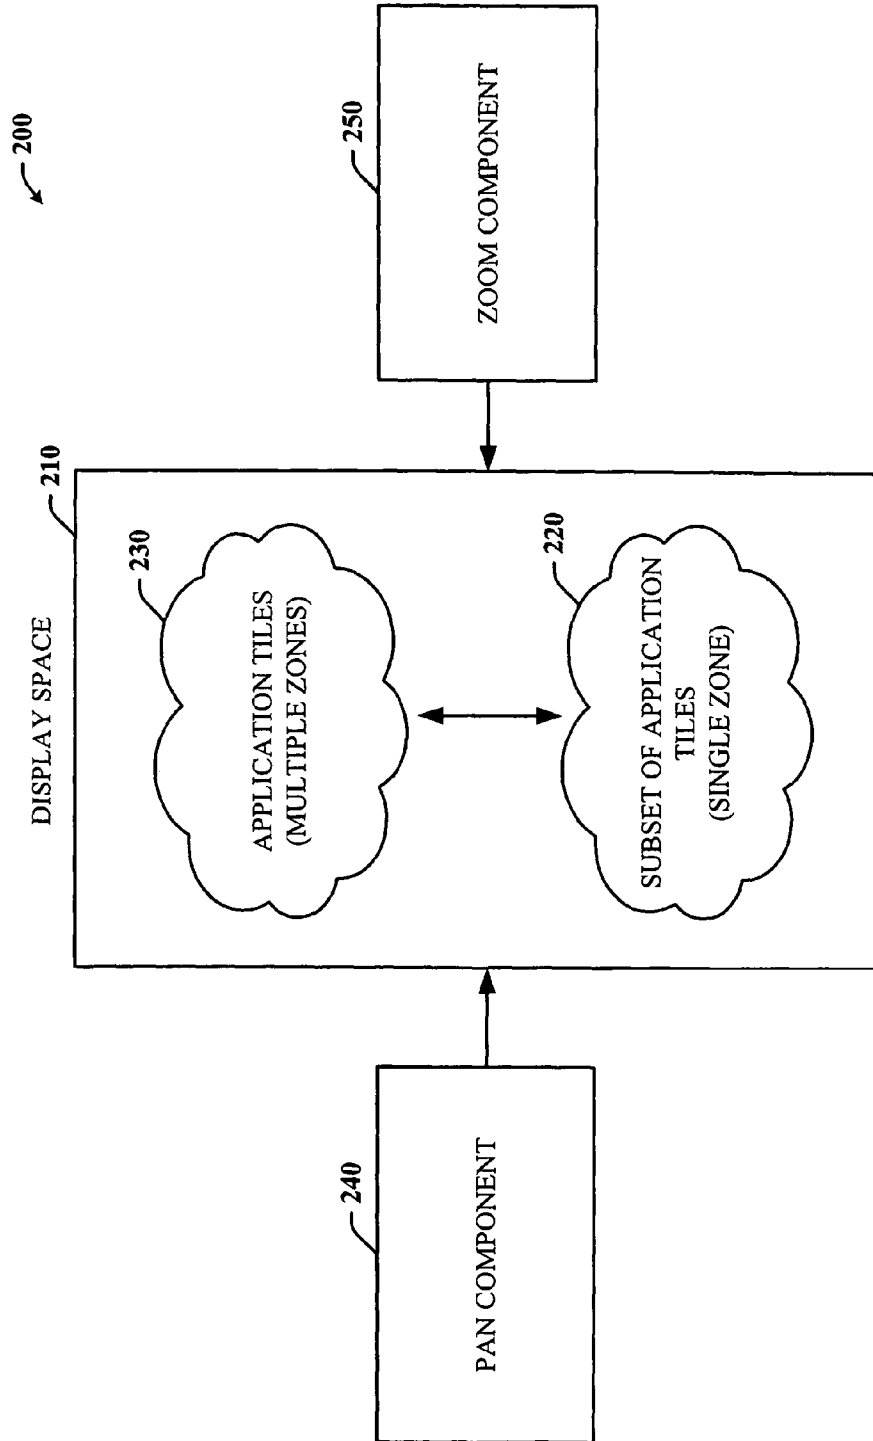 200
DISPLAY SPACE
210
230
APPLICATION TILES
(MULTIPLE ZONES)
220
SUBSET OF APPLICATION
TILES
(SINGLE ZONE)
240
PAN COMPONENT
250
ZOOM COMPONENT